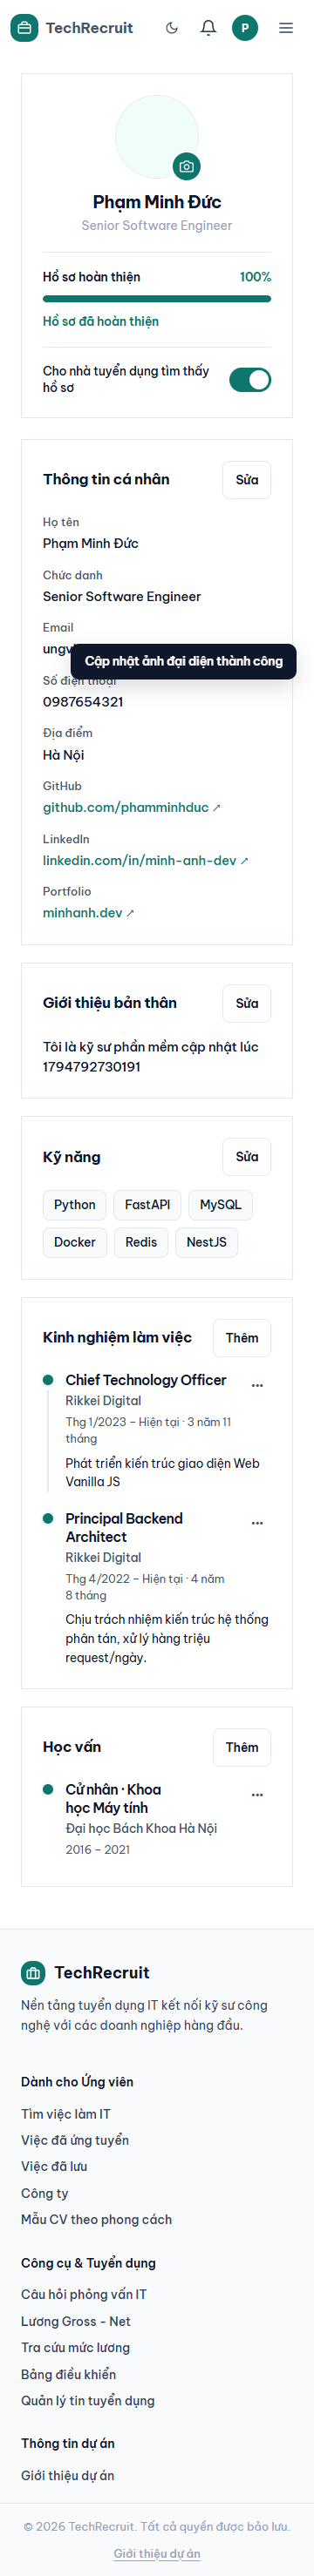 TechRecruit
P
Phạm Minh Đức
Senior Software Engineer
Hồ sơ hoàn thiện 100%
Hồ sơ đã hoàn thiện
Cho nhà tuyển dụng tìm thấy
hồ sơ
Thông tin cá nhân Sửa
Họ tên
Phạm Minh Đức
Chức danh
Senior Software Engineer
Email
Cập nhật ảnh đại diện thành công
Số điện thoại
0987654321
Địa điểm
Hà Nội
GitHub
github.com/phamminhduc ↗
LinkedIn
linkedin.com/in/minh-anh-dev ↗
Portfolio
minhanh.dev ↗
Giới thiệu bản thân Sửa
Tôi là kỹ sư phần mềm cập nhật lúc
1794792730191
Kỹ năng Sửa
Python FastAPI MySQL
Docker Redis NestJS
Kinh nghiệm làm việc Thêm
Chief Technology Officer
Rikkei Digital
Thg 1/2023 – Hiện tại · 3 năm 11
tháng
Phát triển kiến trúc giao diện Web
Vanilla JS
Principal Backend
Architect
Rikkei Digital
Thg 4/2022 – Hiện tại · 4 năm
8 tháng
Chịu trách nhiệm kiến trúc hệ thống
phân tán, xử lý hàng triệu
request/ngày.
Học vấn Thêm
Cử nhân · Khoa
học Máy tính
Đại học Bách Khoa Hà Nội
2016 – 2021
TechRecruit
Nền tảng tuyển dụng IT kết nối kỹ sư công
nghệ với các doanh nghiệp hàng đầu.
Dành cho Ứng viên
Tìm việc làm IT
Việc đã ứng tuyển
Việc đã lưu
Công ty
Mẫu CV theo phong cách
Công cụ & Tuyển dụng
Câu hỏi phỏng vấn IT
Lương Gross - Net
Tra cứu mức lương
Bảng điều khiển
Quản lý tin tuyển dụng
Thông tin dự án
Giới thiệu dự án
© 2026 TechRecruit. Tất cả quyền được bảo lưu.
Giới thiệu dự án